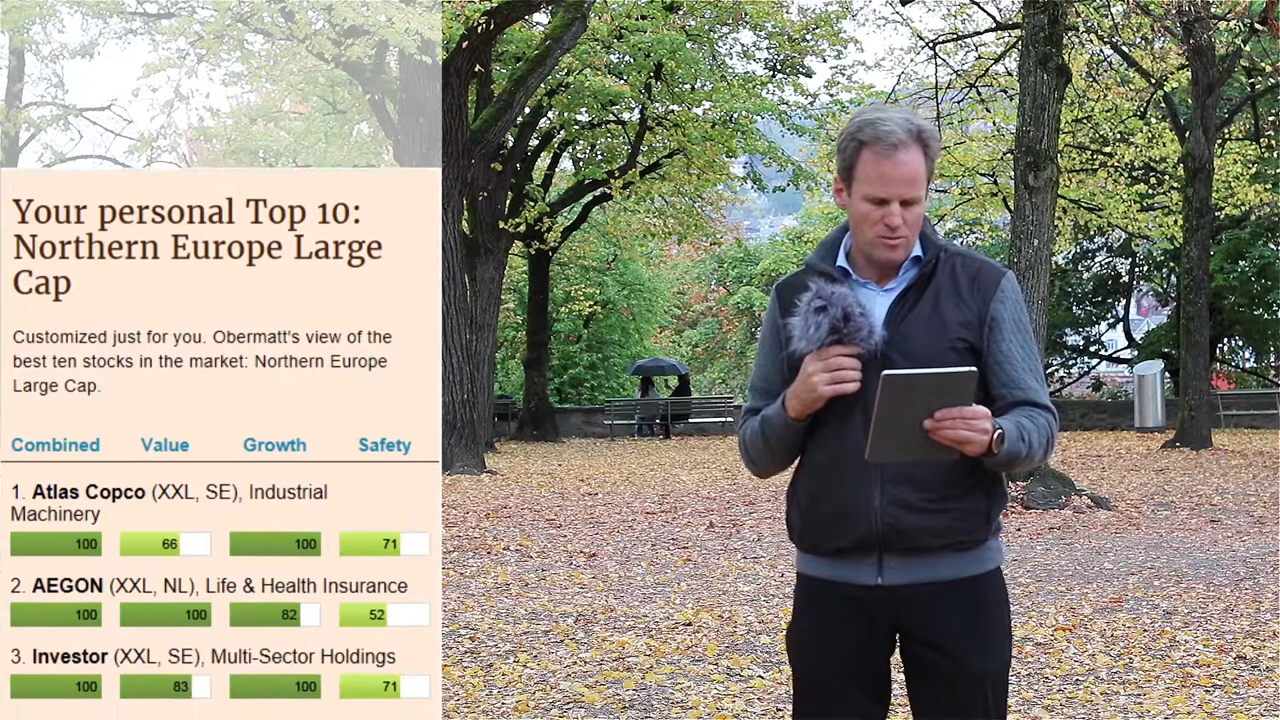 Your personal Top 10:
Northern Europe Large
Cap
Customized just for you. Obermatt's view of the
best ten stocks in the market: Northern Europe
Large Cap.
Combined Value Growth Safety
1. Atlas Copco (XXL, SE), Industrial
Machinery
100 66 100 71
2. AEGON (XXL, NL), Life & Health Insurance
100 100 82 52
3. Investor (XXL, SE), Multi-Sector Holdings
100 83 100 71